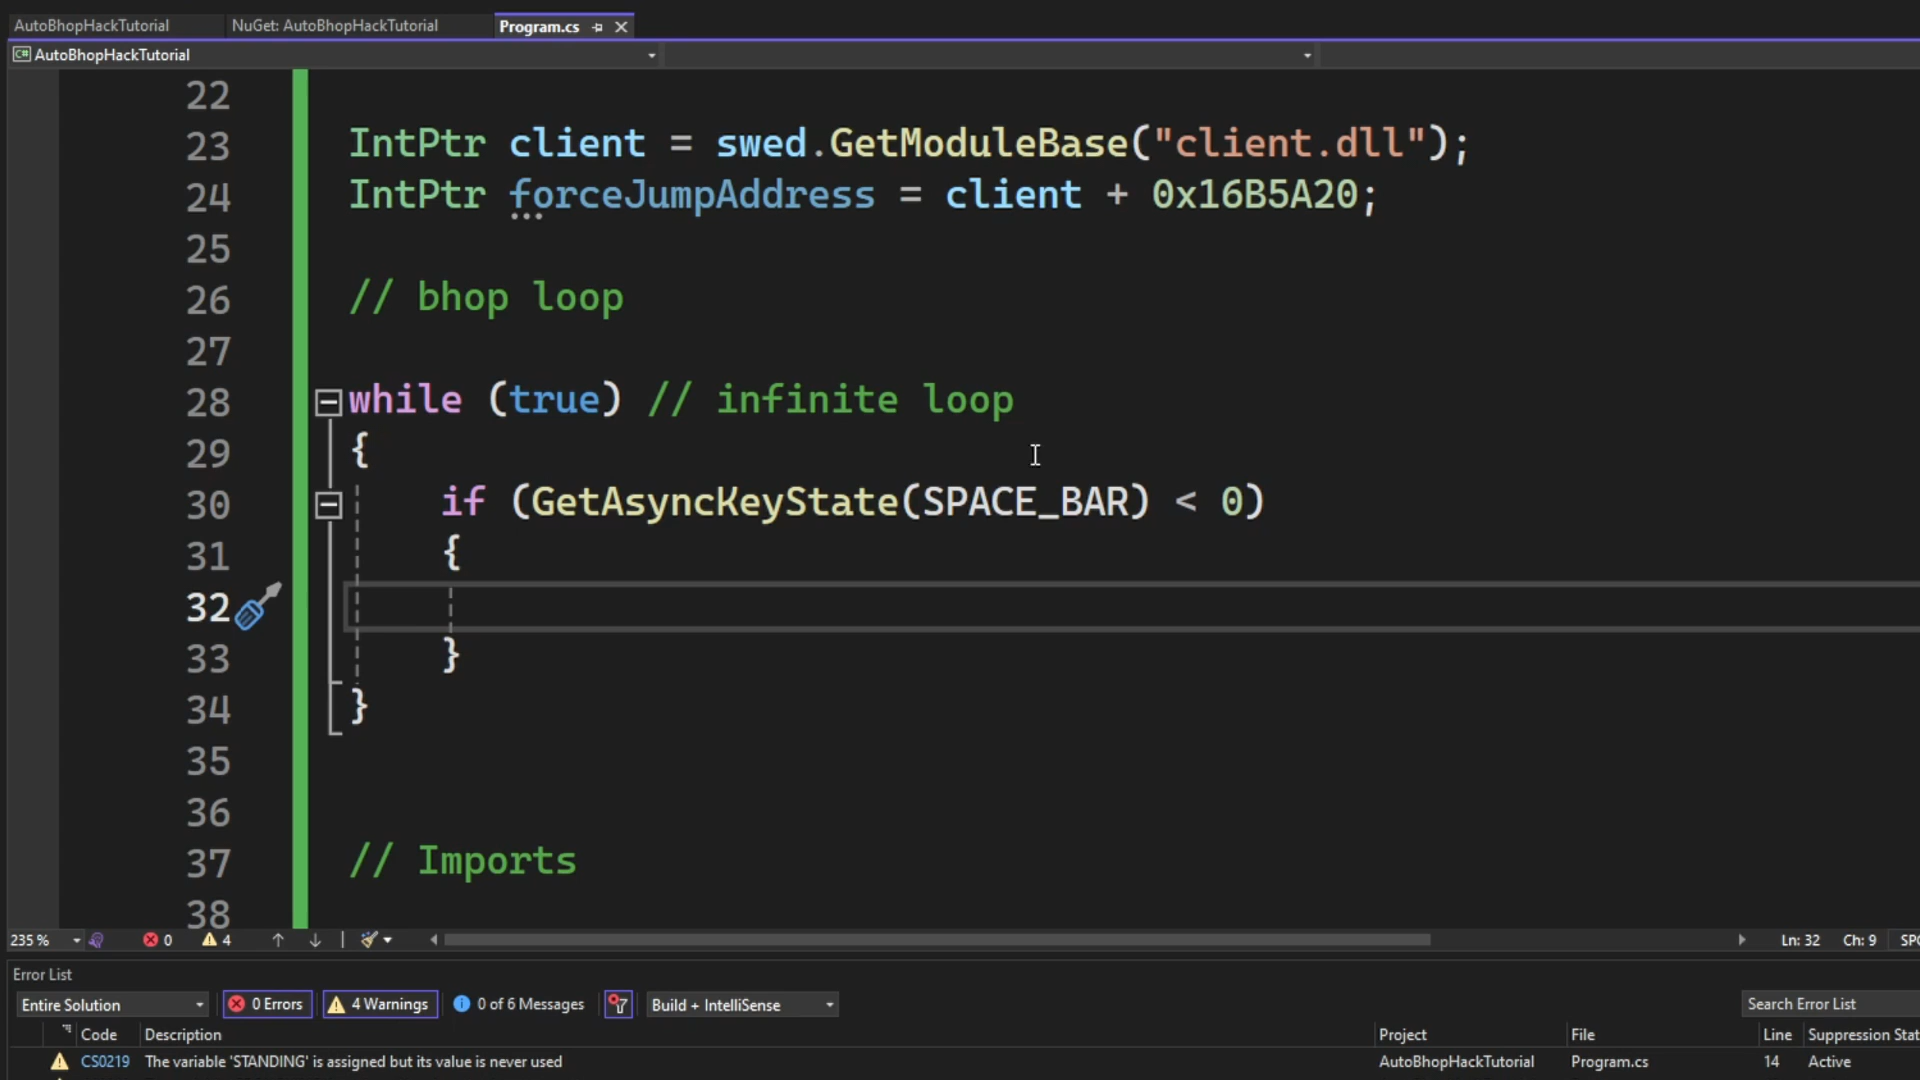 AutoBhopHackTutorial NuGet: AutoBhopHackTutorial Program.cs
C# AutoBhopHackTutorial
22
23 IntPtr client = swed.GetModuleBase("client.dll");
24 IntPtr forceJumpAddress = client + 0x16B5A20;
25
26 // bhop loop
27
28 while (true) // infinite loop
29 {
30 if (GetAsyncKeyState(SPACE_BAR) < 0)
31 {
32
33 }
34 }
35
36
37 // Imports
38
235 % 0 4 Ln: 32 Ch: 9 SPC
Error List
Entire Solution 0 Errors 4 Warnings 0 of 6 Messages Build + IntelliSense Search Error List
Code Description Project File Line Suppression Stat
CS0219 The variable 'STANDING' is assigned but its value is never used AutoBhopHackTutorial Program.cs 14 Active